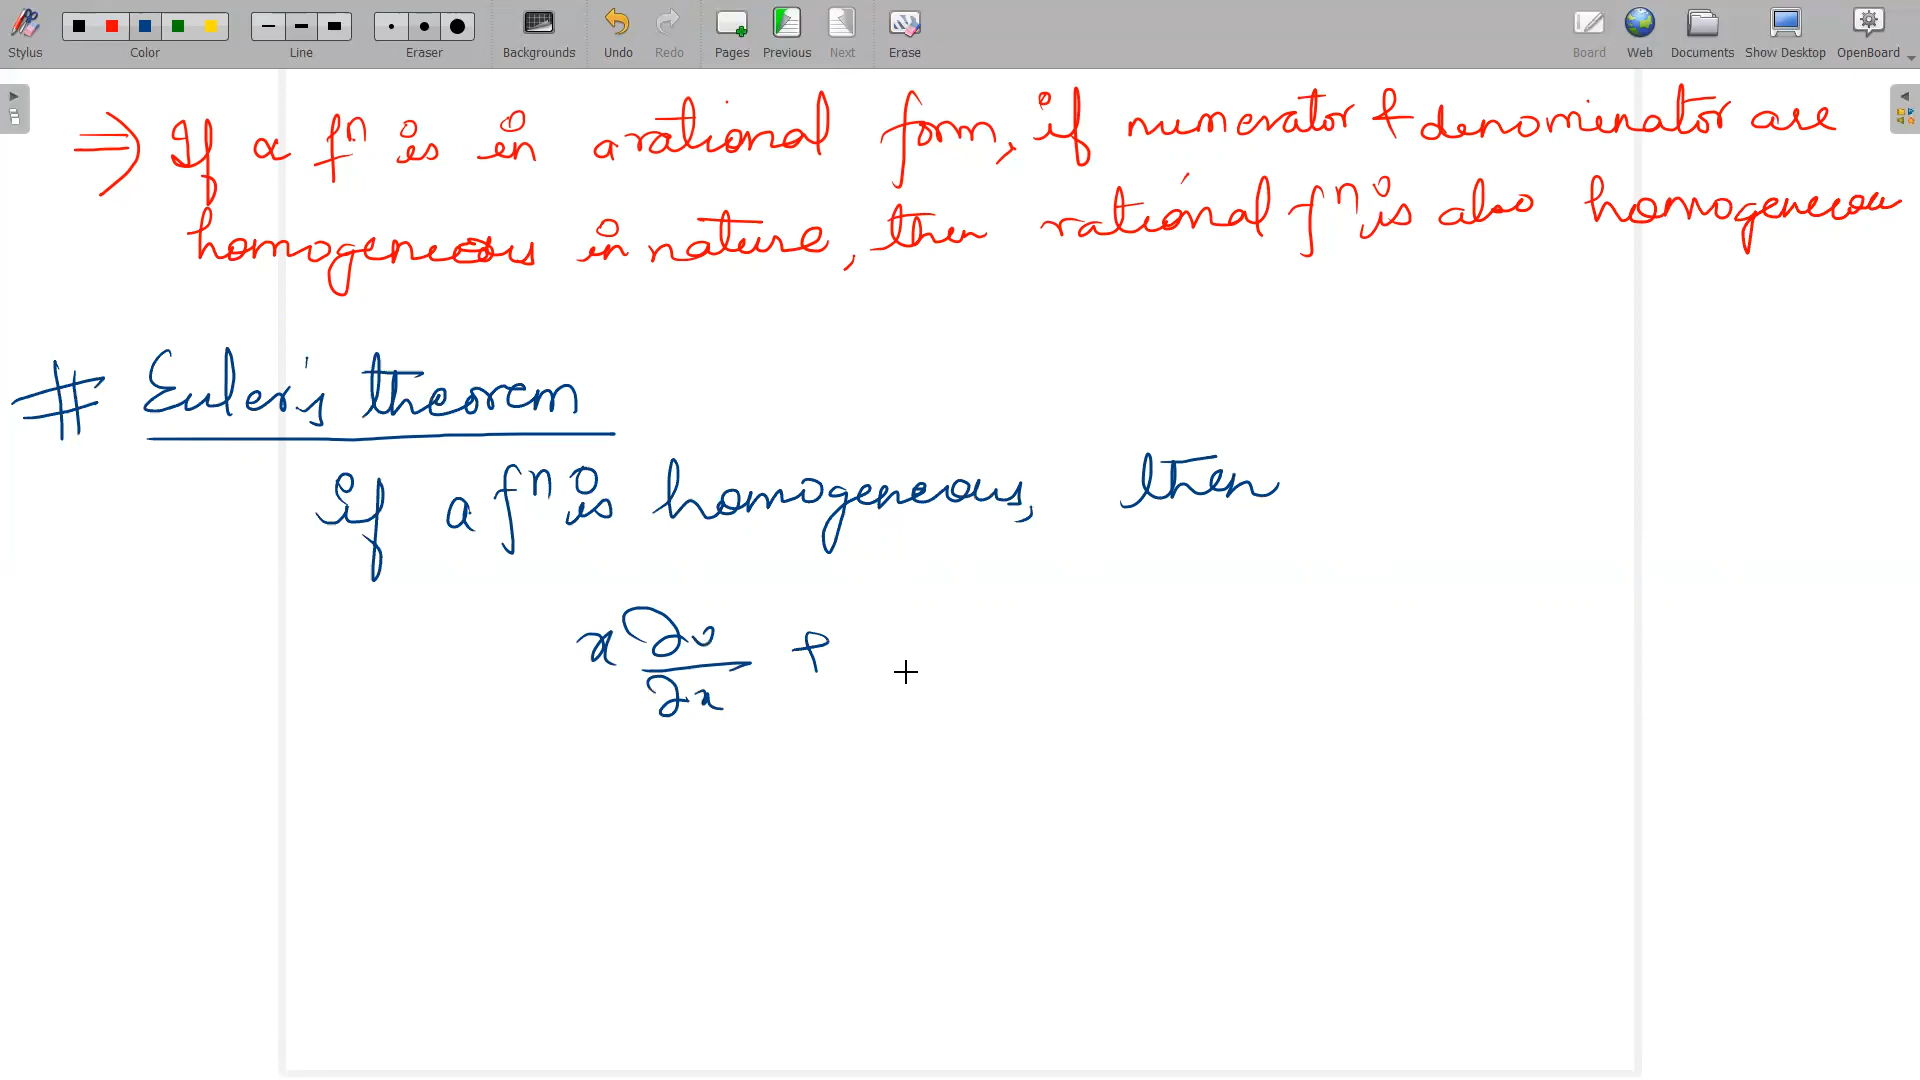 Stylus Color Line Eraser Backgrounds Undo Redo Pages Previous Next Erase Board Web Documents Show Desktop OpenBoard
⇒ If a fⁿ is in a rational form, if numerator & denominator are
homogeneous in nature, then rational fⁿ is also homogeneou
# Euler's theorem
if a fⁿ is homogeneous, then
x ∂υ/∂x +